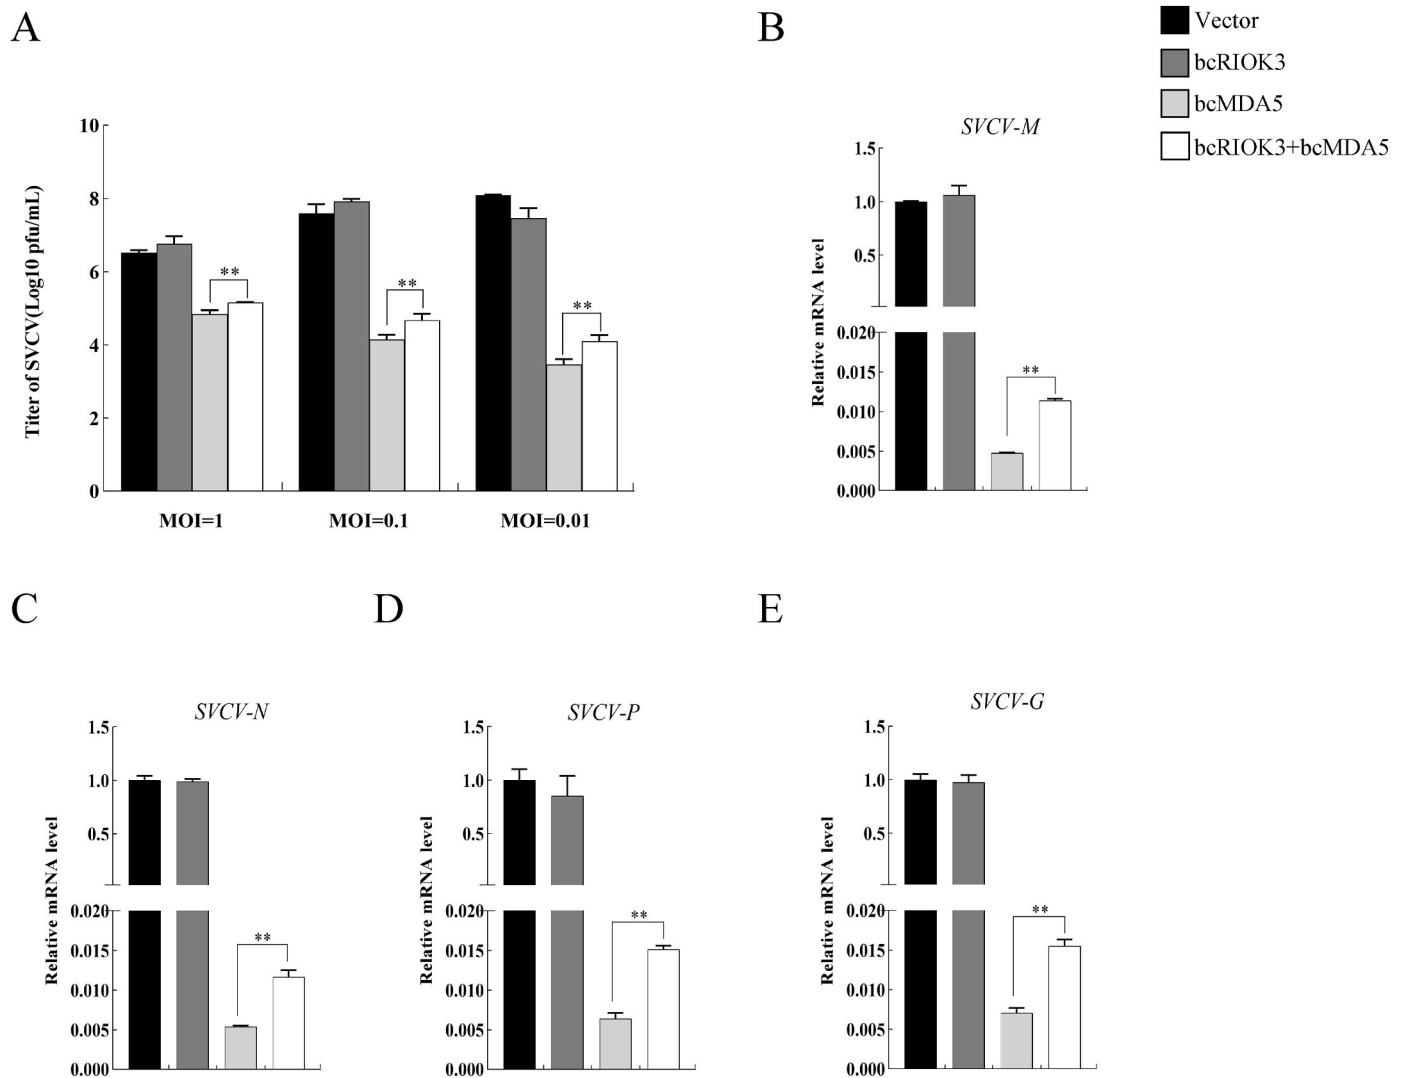 A
B
Vector
bcRIOK3
bcMDA5
bcRIOK3+bcMDA5
Titer of SVCV(Log10 pfu/mL)
10
8
6
4
2
0
**
**
**
MOI=1
MOI=0.1
MOI=0.01
SVCV-M
Relative mRNA level
1.5
1.0
0.5
0.020
0.015
0.010
0.005
0.000
**
C
D
E
SVCV-N
Relative mRNA level
1.5
1.0
0.5
0.020
0.015
0.010
0.005
0.000
**
SVCV-P
Relative mRNA level
1.5
1.0
0.5
0.020
0.015
0.010
0.005
0.000
**
SVCV-G
Relative mRNA level
1.5
1.0
0.5
0.020
0.015
0.010
0.005
0.000
**